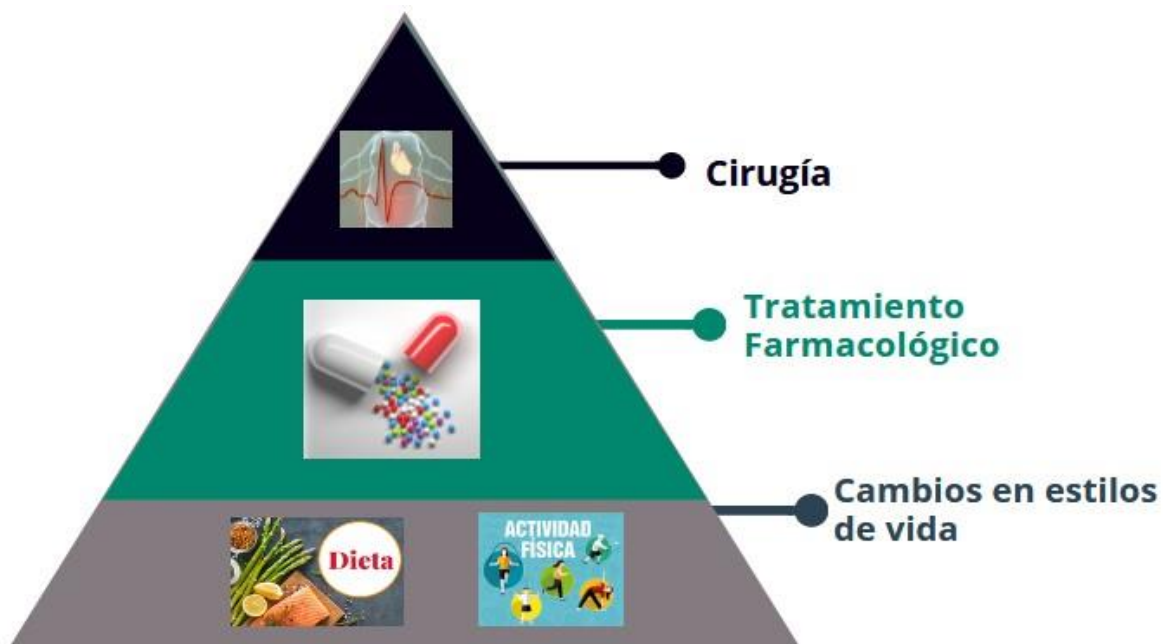 Cirugía
Tratamiento
Farmacológico
Cambios en estilos
de vida
Dieta
ACTIVIDAD
FÍSICA